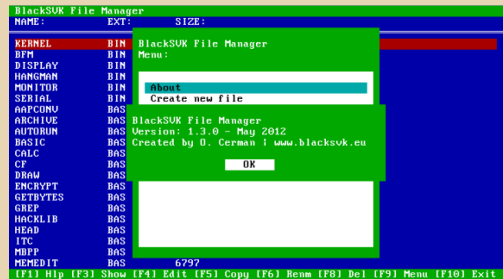 BlackSVK File Manager
NAME: EXT: SIZE:
KERNEL BIN BlackSVK File Manager
BFM BIN Menu:
DISPLAY BIN
HANGMAN BIN
MONITOR BIN About
SERIAL BIN Create new file
AAPCONV BAS
ARCHIVE BAS BlackSVK File Manager
AUTORUN BAS Version: 1.3.0 - May 2012
BASIC BAS Created by O. Cerman ¦ www.blacksvk.eu
CALC BAS
CF BAS OK
DRAW BAS
ENCRYPT BAS
GETBYTES BAS
GREP BAS
HACKLIB BAS
HEAD BAS
ITC BAS
MBPP BAS
MEMEDIT BAS 6797
[F1] Hlp [F3] Show [F4] Edit [F5] Copy [F6] Renm [F8] Del [F9] Menu [F10] Exit